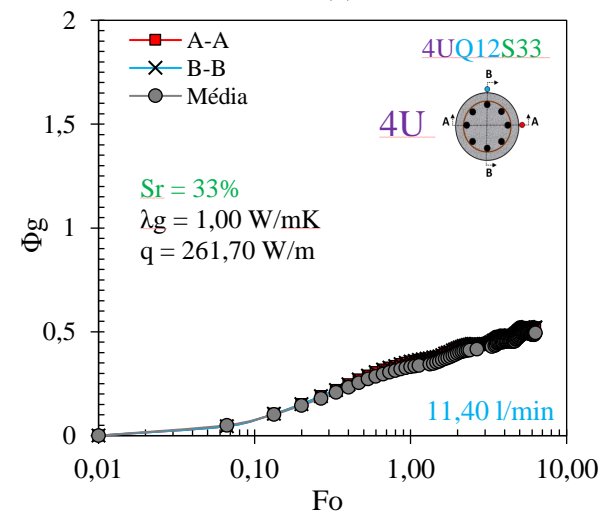 2
1,5
1
0,5
0
Φg
A-A
B-B
Média
4UQ12S33
4U
B
A
A
B
Sr = 33%
λg = 1,00 W/mK
q = 261,70 W/m
11,40 l/min
0,01
0,10
1,00
10,00
Fo